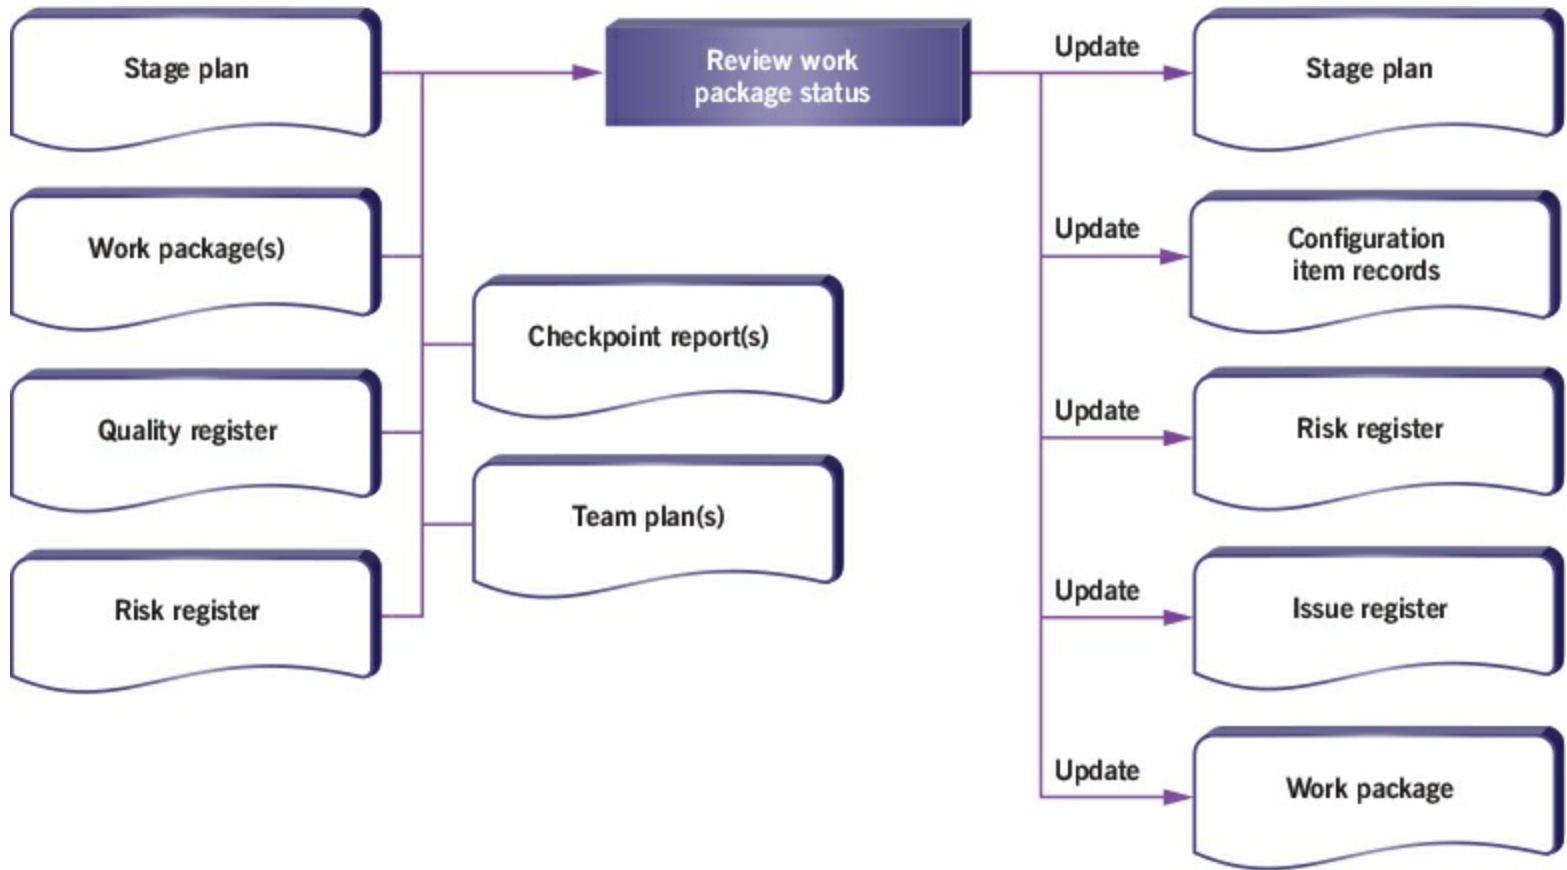 Stage plan
Work package(s)
Quality register
Risk register
Checkpoint report(s)
Team plan(s)
Review work
package status
Update
Stage plan
Update
Configuration
item records
Update
Risk register
Update
Issue register
Update
Work package